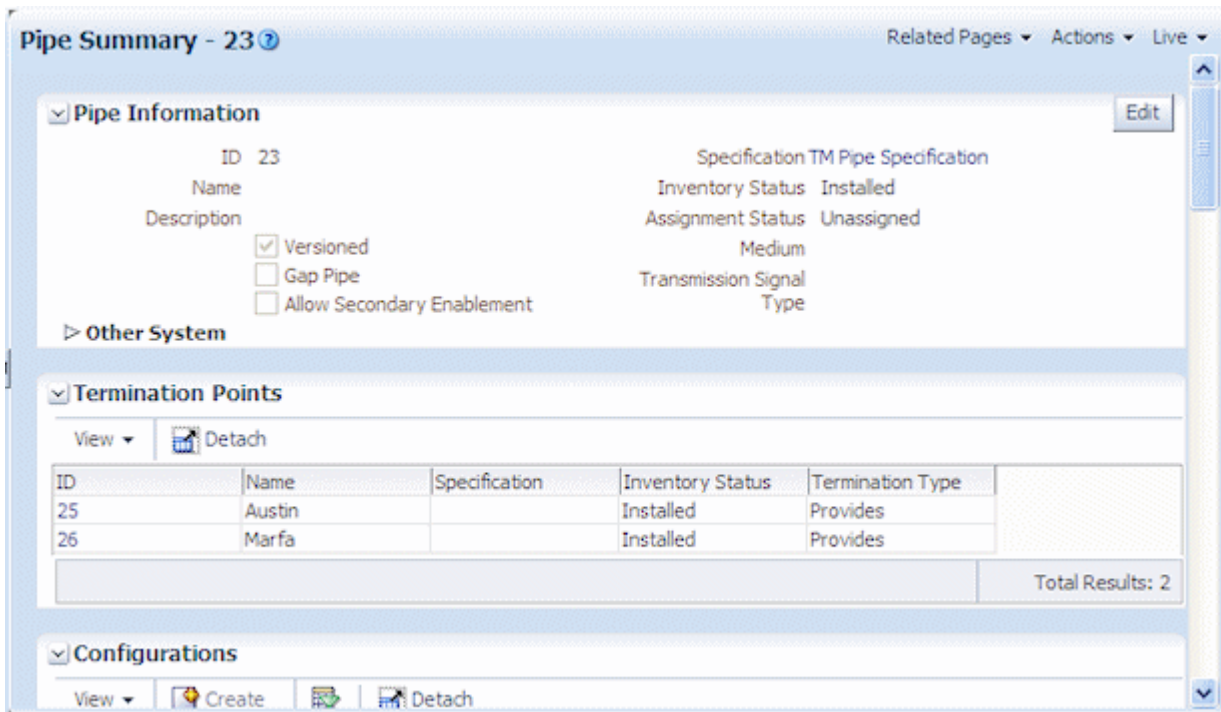 Pipe Summary - 23
Related Pages Actions Live
Pipe Information
Edit
ID 23
Name
Description
Versioned
Gap Pipe
Allow Secondary Enablement
Specification TM Pipe Specification
Inventory Status Installed
Assignment Status Unassigned
Medium
Transmission Signal
Type
Other System
Termination Points
View Detach
ID Name Specification Inventory Status Termination Type
25 Austin Installed Provides
26 Marfa Installed Provides
Total Results: 2
Configurations
View Create Detach